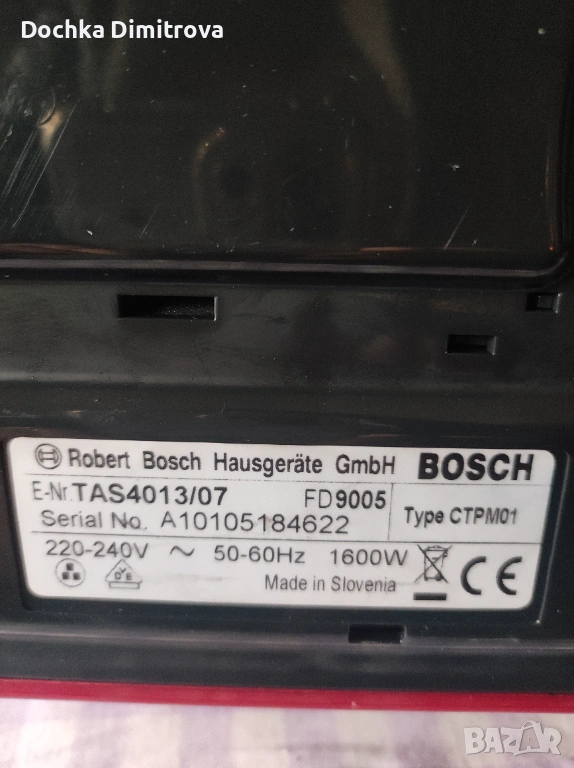 Dochka Dimitrova
Robert Bosch Hausgeräte GmbH BOSCH
E-Nr.TAS4013/07 FD9005
Serial No. A10105184622 Type CTPM01
220-240V ~ 50-60Hz 1600W
Made in Slovenia CE
BAZAR